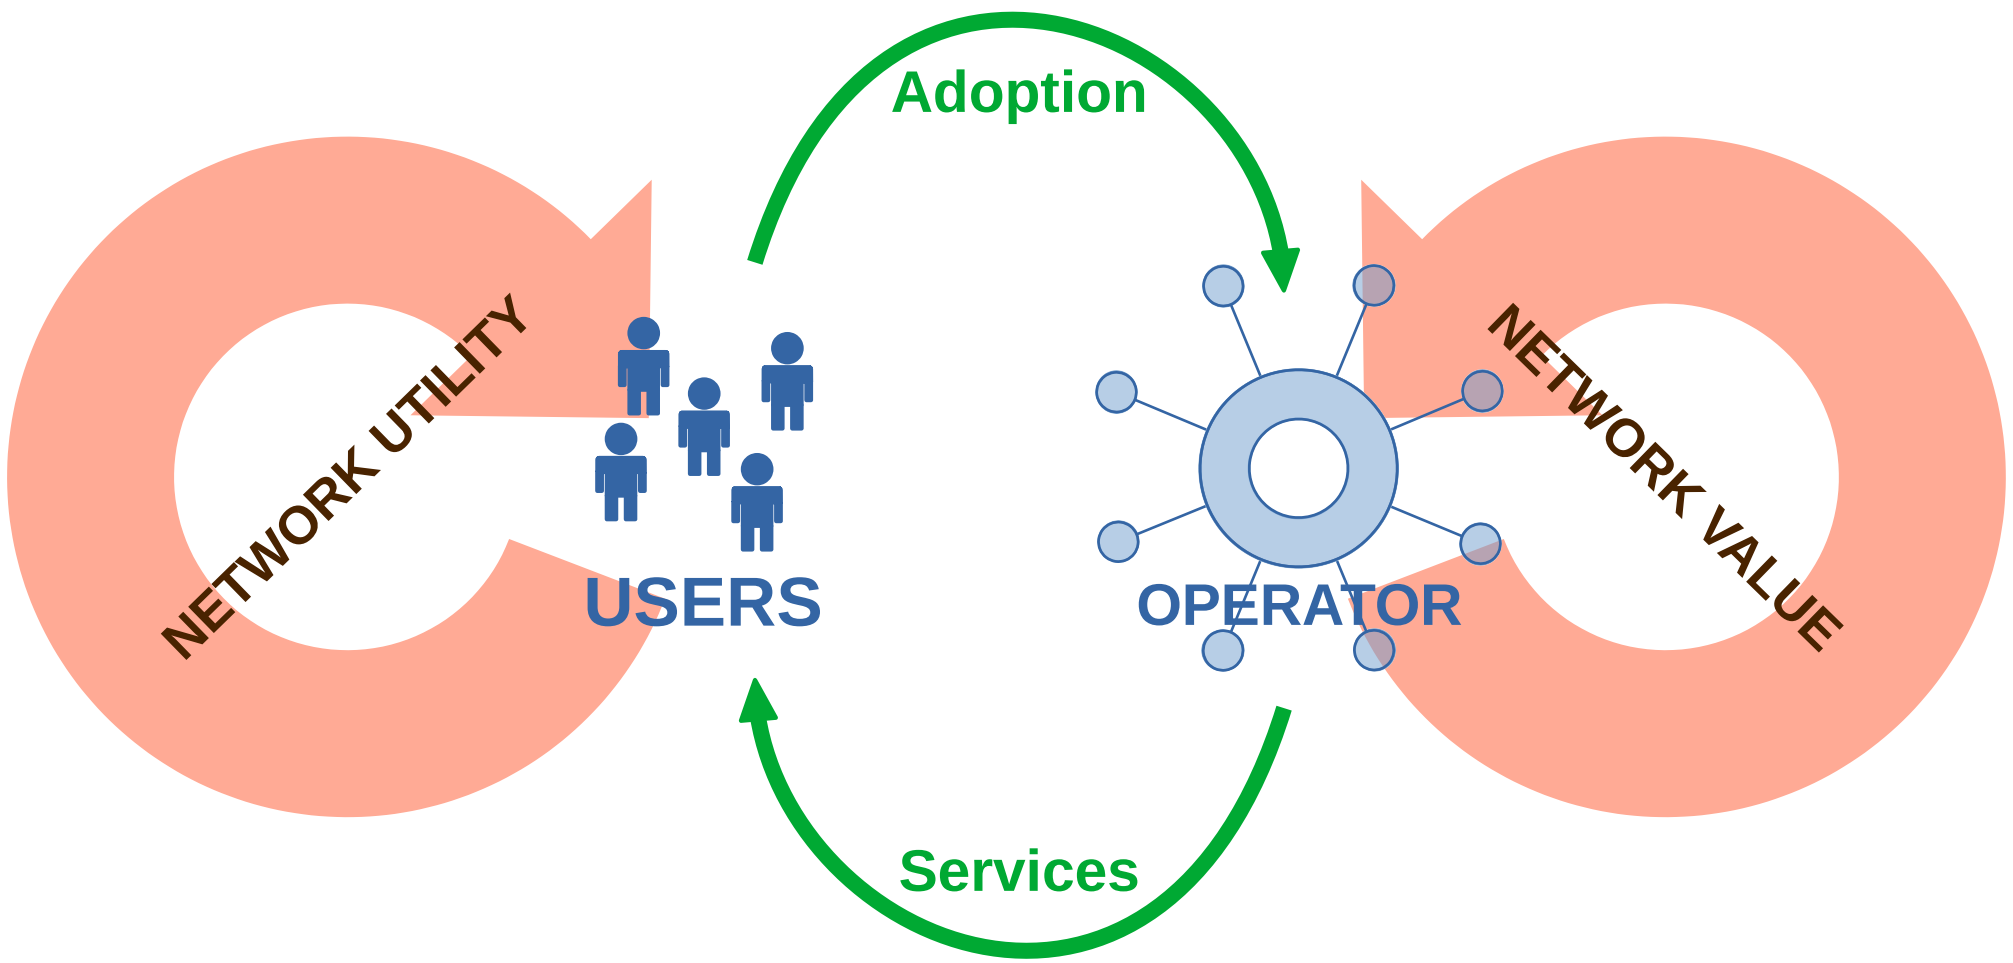 Adoption
NETWORK UTILITY
NETWORK VALUE
USERS
OPERATOR
Services